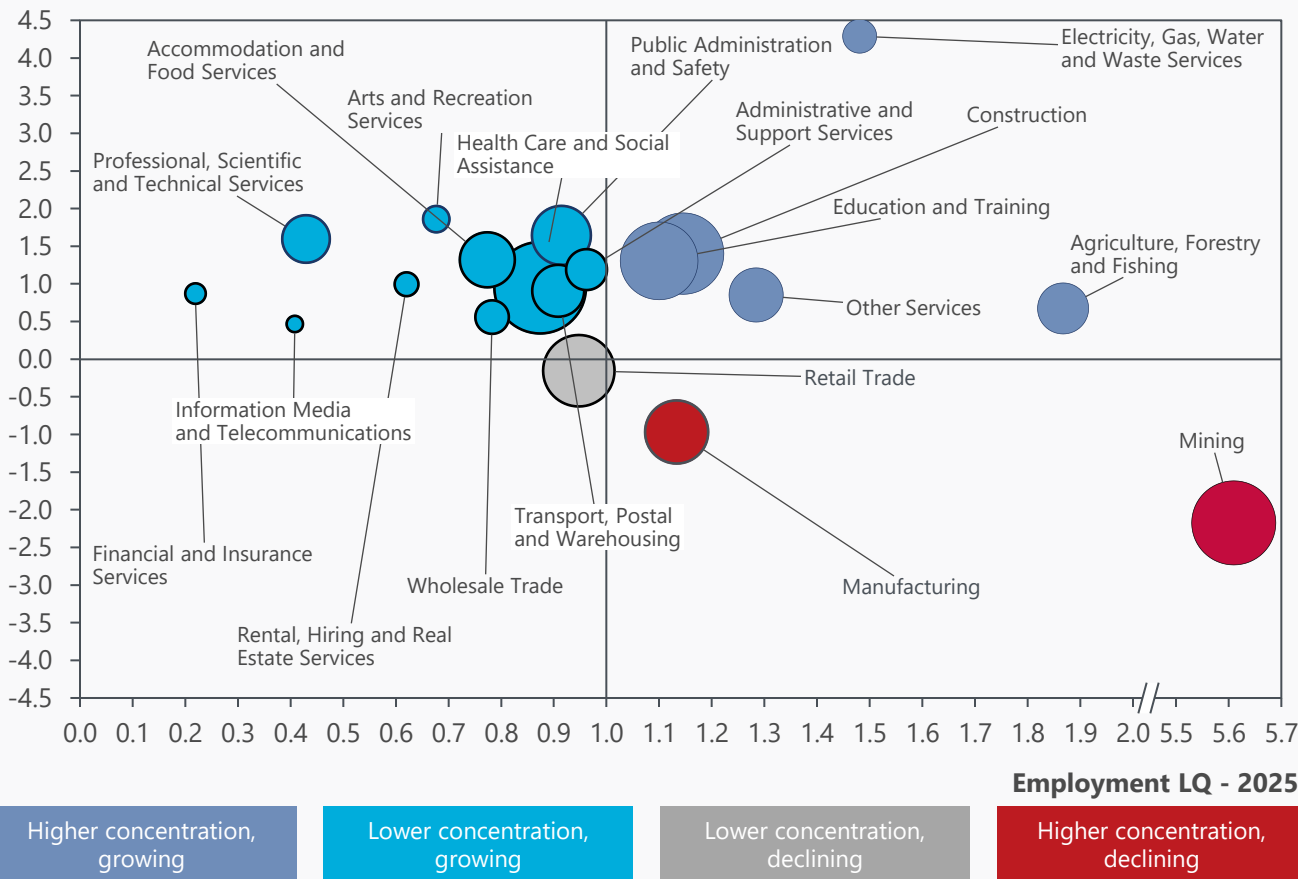 4.5
4.0
3.5
3.0
2.5
2.0
1.5
1.0
0.5
0.0
-0.5
-1.0
-1.5
-2.0
-2.5
-3.0
-3.5
-4.0
-4.5
Accommodation and
Food Services
Public Administration
and Safety
Electricity, Gas, Water
and Waste Services
Arts and Recreation
Services
Administrative and
Support Services
Construction
Health Care and Social
Assistance
Professional, Scientific
and Technical Services
Education and Training
Agriculture, Forestry
and Fishing
Other Services
Retail Trade
Information Media
and Telecommunications
Mining
Transport, Postal
and Warehousing
Financial and Insurance
Services
Wholesale Trade
Manufacturing
Rental, Hiring and Real
Estate Services
0.0 0.1 0.2 0.3 0.4 0.5 0.6 0.7 0.8 0.9 1.0 1.1 1.2 1.3 1.4 1.5 1.6 1.7 1.8 1.9 2.0 5.5 5.6 5.7
Employment LQ - 2025
Higher concentration,
growing
Lower concentration,
growing
Lower concentration,
declining
Higher concentration,
declining